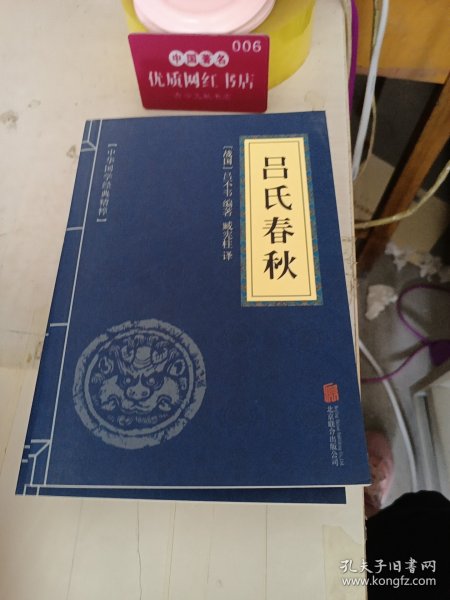 中国著名
006
优质网红书店
吕氏春秋
[战国] 吕不韦 编著 臧宪柱 译
【中华国学经典精粹】
北京联合出版公司
孔夫子旧书网
www.kongfz.com